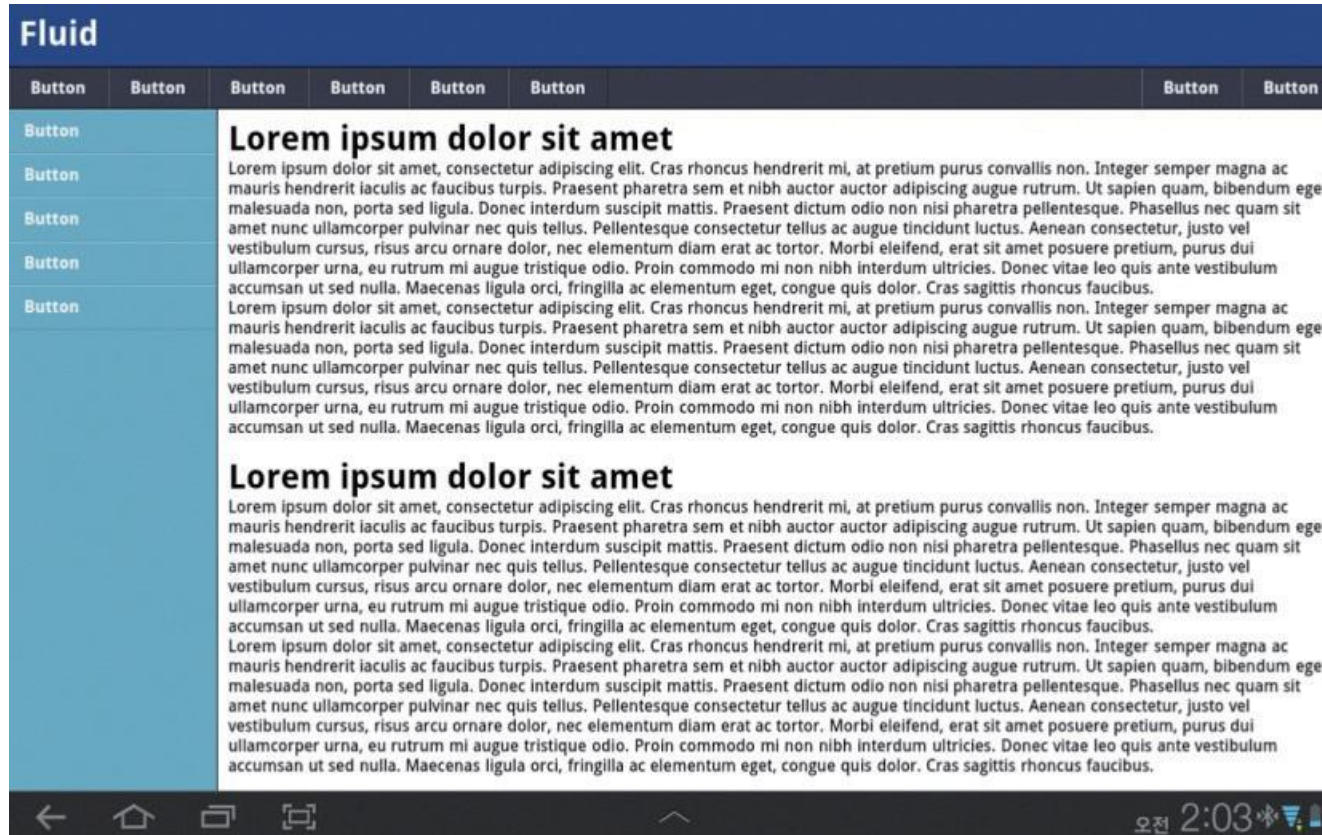 Fluid
Button Button Button Button Button Button Button Button
Button
Button
Button
Button
Button
Lorem ipsum dolor sit amet
Lorem ipsum dolor sit amet, consectetur adipiscing elit. Cras rhoncus hendrerit mi, at pretium purus convallis non. Integer semper magna ac
mauris hendrerit iaculis ac faucibus turpis. Praesent pharetra sem et nibh auctor auctor adipiscing augue rutrum. Ut sapien quam, bibendum ege
malesuada non, porta sed ligula. Donec interdum suscipit mattis. Praesent dictum odio non nisi pharetra pellentesque. Phasellus nec quam sit
amet nunc ullamcorper pulvinar nec quis tellus. Pellentesque consectetur tellus ac augue tincidunt luctus. Aenean consectetur, justo vel
vestibulum cursus, risus arcu ornare dolor, nec elementum diam erat ac tortor. Morbi eleifend, erat sit amet posuere pretium, purus dui
ullamcorper urna, eu rutrum mi augue tristique odio. Proin commodo mi non nibh interdum ultricies. Donec vitae leo quis ante vestibulum
accumsan ut sed nulla. Maecenas ligula orci, fringilla ac elementum eget, congue quis dolor. Cras sagittis rhoncus faucibus.
Lorem ipsum dolor sit amet, consectetur adipiscing elit. Cras rhoncus hendrerit mi, at pretium purus convallis non. Integer semper magna ac
mauris hendrerit iaculis ac faucibus turpis. Praesent pharetra sem et nibh auctor auctor adipiscing augue rutrum. Ut sapien quam, bibendum ege
malesuada non, porta sed ligula. Donec interdum suscipit mattis. Praesent dictum odio non nisi pharetra pellentesque. Phasellus nec quam sit
amet nunc ullamcorper pulvinar nec quis tellus. Pellentesque consectetur tellus ac augue tincidunt luctus. Aenean consectetur, justo vel
vestibulum cursus, risus arcu ornare dolor, nec elementum diam erat ac tortor. Morbi eleifend, erat sit amet posuere pretium, purus dui
ullamcorper urna, eu rutrum mi augue tristique odio. Proin commodo mi non nibh interdum ultricies. Donec vitae leo quis ante vestibulum
accumsan ut sed nulla. Maecenas ligula orci, fringilla ac elementum eget, congue quis dolor. Cras sagittis rhoncus faucibus.
Lorem ipsum dolor sit amet
Lorem ipsum dolor sit amet, consectetur adipiscing elit. Cras rhoncus hendrerit mi, at pretium purus convallis non. Integer semper magna ac
mauris hendrerit iaculis ac faucibus turpis. Praesent pharetra sem et nibh auctor auctor adipiscing augue rutrum. Ut sapien quam, bibendum ege
malesuada non, porta sed ligula. Donec interdum suscipit mattis. Praesent dictum odio non nisi pharetra pellentesque. Phasellus nec quam sit
amet nunc ullamcorper pulvinar nec quis tellus. Pellentesque consectetur tellus ac augue tincidunt luctus. Aenean consectetur, justo vel
vestibulum cursus, risus arcu ornare dolor, nec elementum diam erat ac tortor. Morbi eleifend, erat sit amet posuere pretium, purus dui
ullamcorper urna, eu rutrum mi augue tristique odio. Proin commodo mi non nibh interdum ultricies. Donec vitae leo quis ante vestibulum
accumsan ut sed nulla. Maecenas ligula orci, fringilla ac elementum eget, congue quis dolor. Cras sagittis rhoncus faucibus.
Lorem ipsum dolor sit amet, consectetur adipiscing elit. Cras rhoncus hendrerit mi, at pretium purus convallis non. Integer semper magna ac
mauris hendrerit iaculis ac faucibus turpis. Praesent pharetra sem et nibh auctor auctor adipiscing augue rutrum. Ut sapien quam, bibendum ege
malesuada non, porta sed ligula. Donec interdum suscipit mattis. Praesent dictum odio non nisi pharetra pellentesque. Phasellus nec quam sit
amet nunc ullamcorper pulvinar nec quis tellus. Pellentesque consectetur tellus ac augue tincidunt luctus. Aenean consectetur, justo vel
vestibulum cursus, risus arcu ornare dolor, nec elementum diam erat ac tortor. Morbi eleifend, erat sit amet posuere pretium, purus dui
ullamcorper urna, eu rutrum mi augue tristique odio. Proin commodo mi non nibh interdum ultricies. Donec vitae leo quis ante vestibulum
accumsan ut sed nulla. Maecenas ligula orci, fringilla ac elementum eget, congue quis dolor. Cras sagittis rhoncus faucibus.
오전 2:03